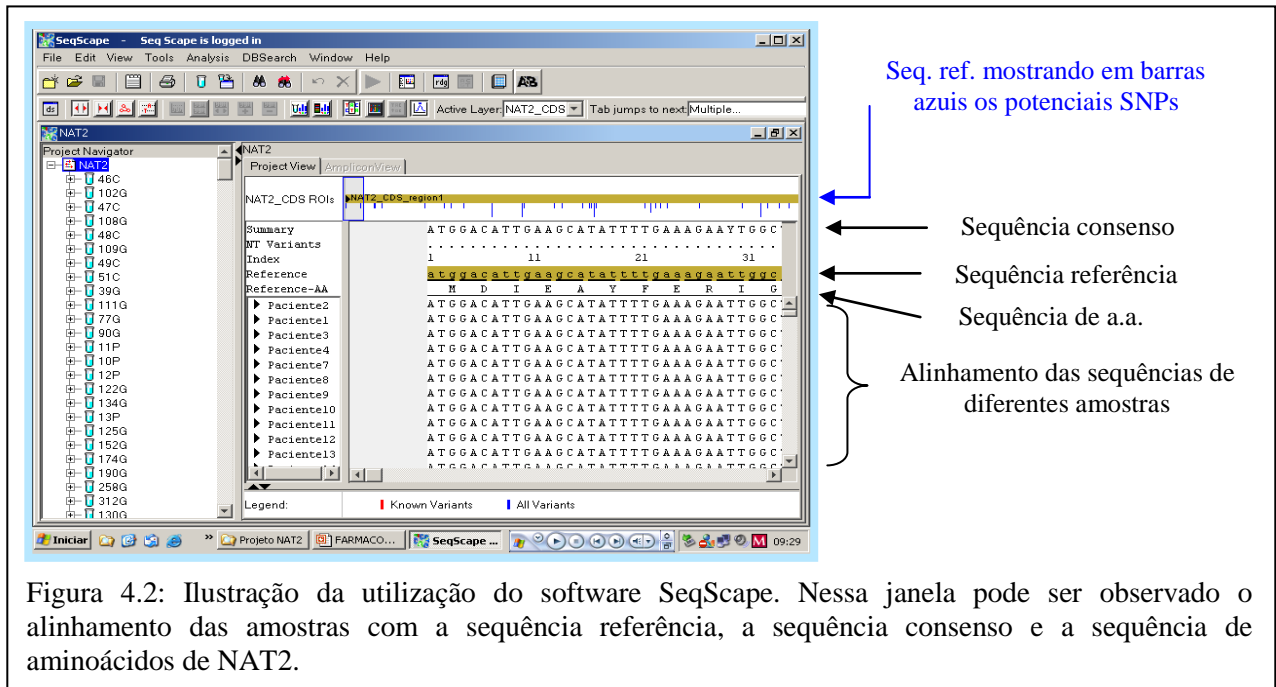 SeqScape - Seq Scape is logged in
File Edit View Tools Analysis DBSearch Window Help
Active Layer: NAT2_CDS Tab jumps to next: Multiple...
NAT2
Project Navigator
NAT2
46C
102G
47C
108G
48C
109G
49C
51C
39G
111G
77G
90G
11P
10P
12P
122G
134G
13P
125G
152G
174G
190G
258G
312G
130G
NAT2
Project View AmpliconView
NAT2_CDS ROIs NAT2_CDS_region1
Summary ATGGACATTGAAGCATATTTTGAAAGAAYTGGC
NT Variants . . . . . . . . . . . . . . . . . . . . . . . . . . . . . . . . .
Index 1 11 21 31
Reference atggacattgaagcatattttgaaagaattggc
Reference-AA M D I E A Y F E R I G
Paciente2 ATGGACATTGAAGCATATTTTGAAAGAATTGGC
Paciente1 ATGGACATTGAAGCATATTTTGAAAGAATTGGC
Paciente3 ATGGACATTGAAGCATATTTTGAAAGAATTGGC
Paciente4 ATGGACATTGAAGCATATTTTGAAAGAATTGGC
Paciente7 ATGGACATTGAAGCATATTTTGAAAGAATTGGC
Paciente8 ATGGACATTGAAGCATATTTTGAAAGAATTGGC
Paciente9 ATGGACATTGAAGCATATTTTGAAAGAATTGGC
Paciente10 ATGGACATTGAAGCATATTTTGAAAGAATTGGC
Paciente11 ATGGACATTGAAGCATATTTTGAAAGAATTGGC
Paciente12 ATGGACATTGAAGCATATTTTGAAAGAATTGGC
Paciente13 ATGGACATTGAAGCATATTTTGAAAGAATTGGC
ATGGACATTGAAGCATATTTTGAAAGAATTGGC
Legend: Known Variants All Variants
Iniciar » Projeto NAT2 FARMACO... SeqScape ... 09:29
Seq. ref. mostrando em barras
azuis os potenciais SNPs
Sequência consenso
Sequência referência
Sequência de a.a.
Alinhamento das sequências de
diferentes amostras
Figura 4.2: Ilustração da utilização do software SeqScape. Nessa janela pode ser observado o
alinhamento das amostras com a sequência referência, a sequência consenso e a sequência de
aminoácidos de NAT2.